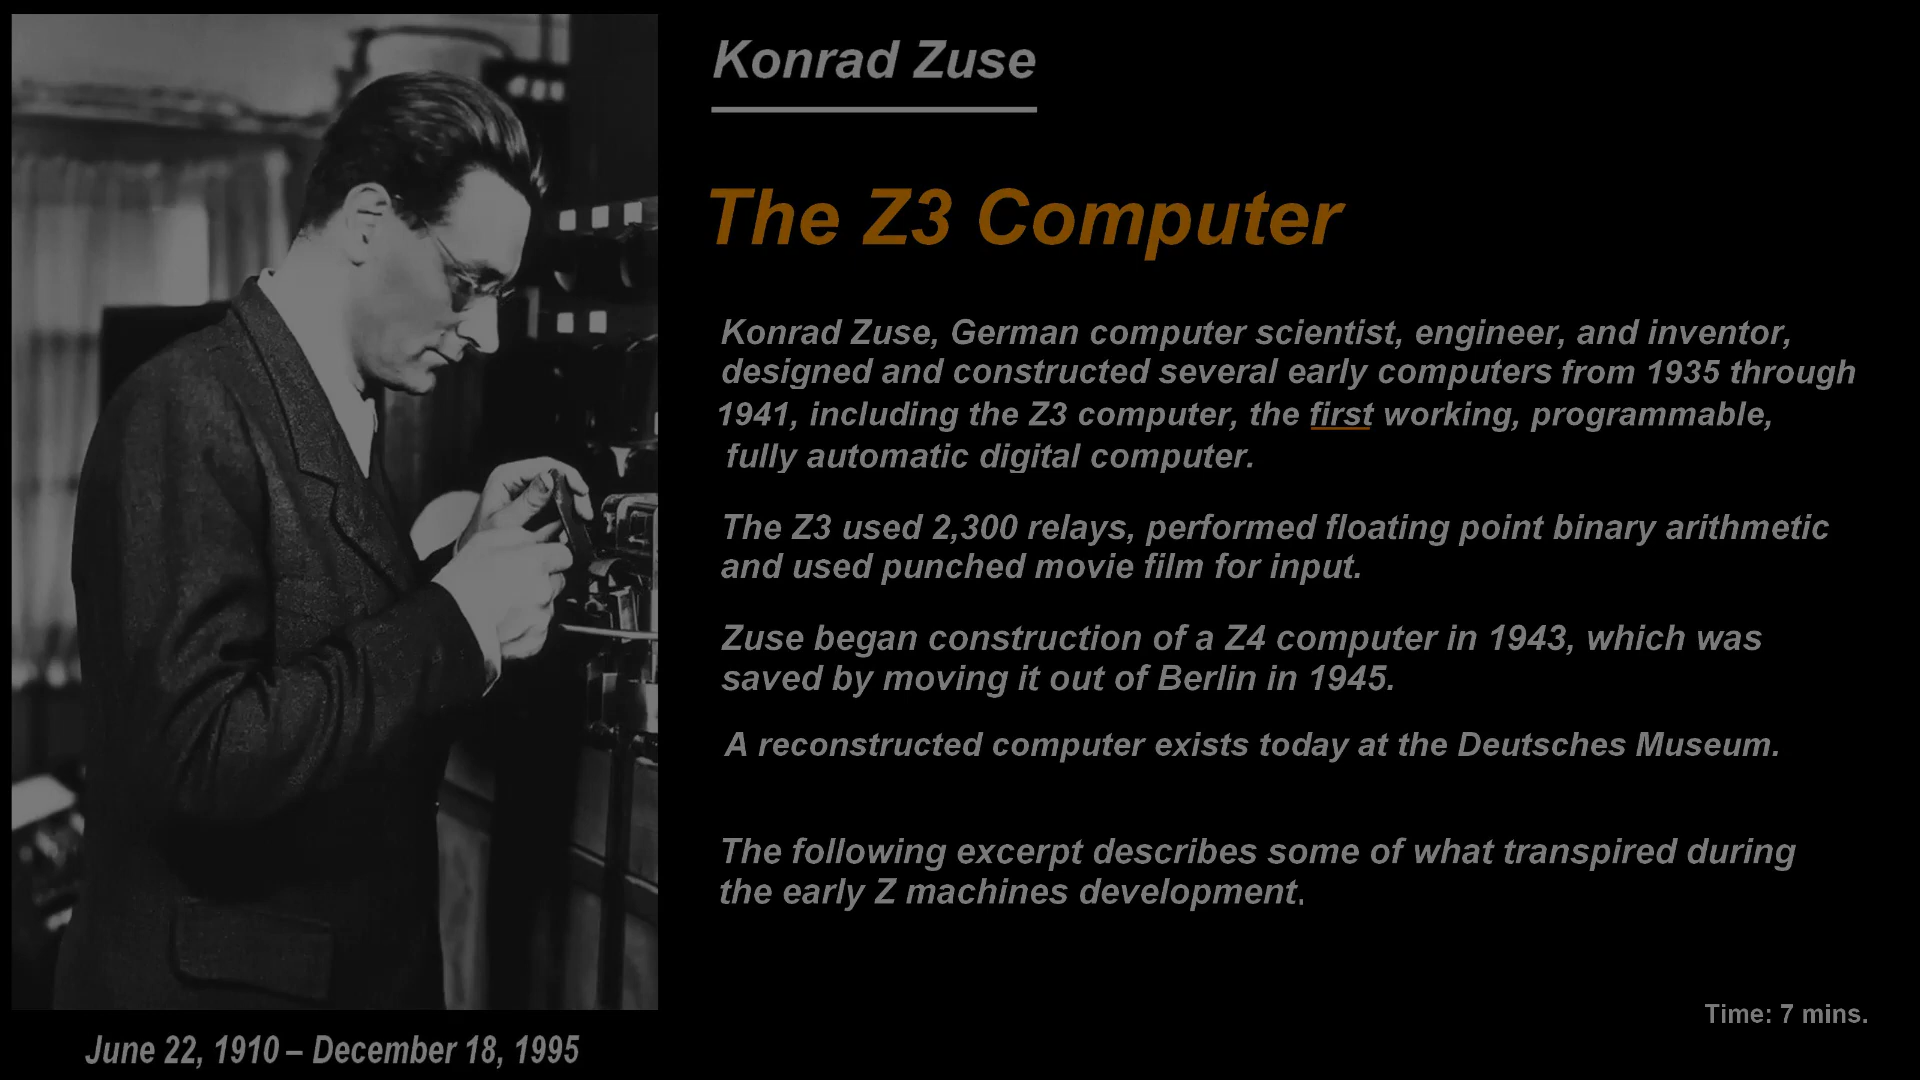 Konrad Zuse
The Z3 Computer
Konrad Zuse, German computer scientist, engineer, and inventor,
designed and constructed several early computers from 1935 through
1941, including the Z3 computer, the first working, programmable,
fully automatic digital computer.
The Z3 used 2,300 relays, performed floating point binary arithmetic
and used punched movie film for input.
Zuse began construction of a Z4 computer in 1943, which was
saved by moving it out of Berlin in 1945.
A reconstructed computer exists today at the Deutsches Museum.
The following excerpt describes some of what transpired during
the early Z machines development.
Time: 7 mins.
June 22, 1910 – December 18, 1995